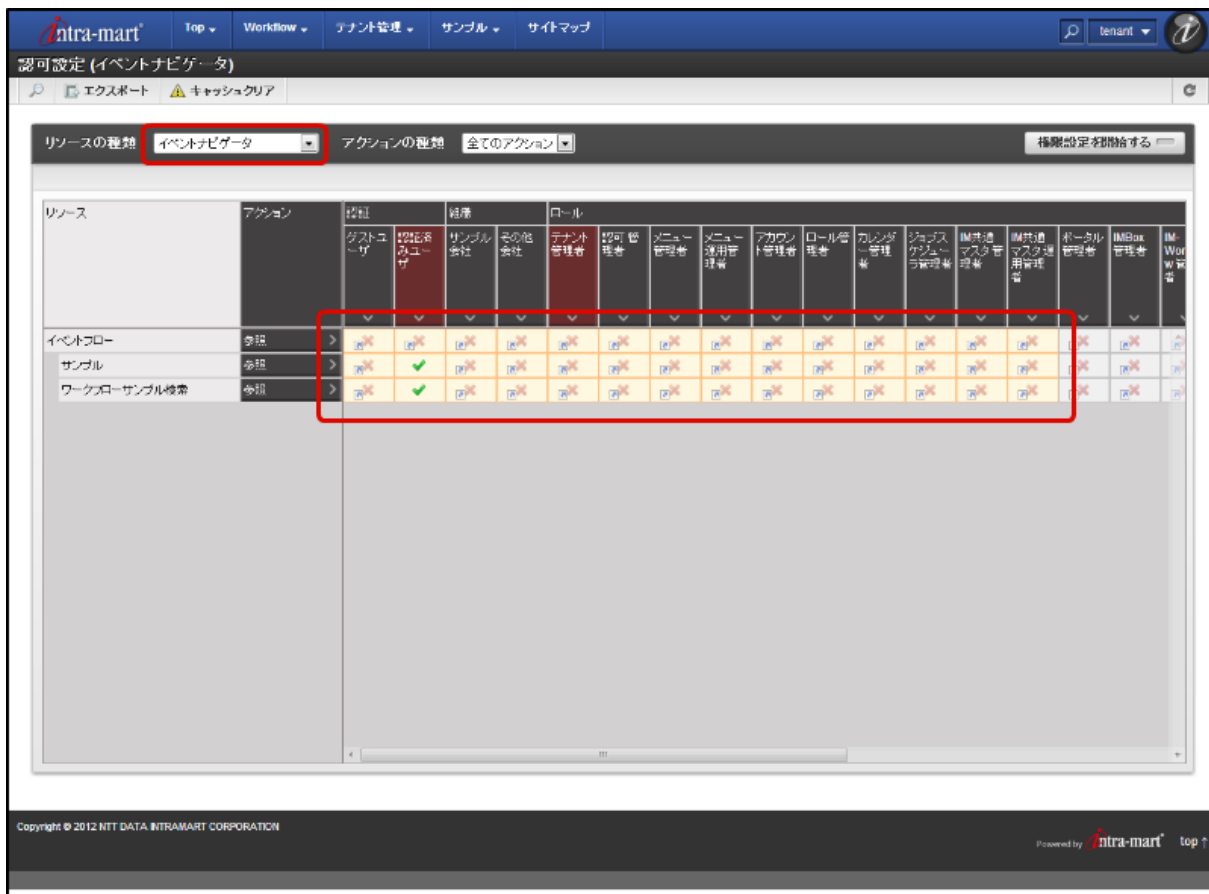 intra-mart Top Workflow テナント管理 サンプル サイトマップ tenant
認可設定 (イベントナビゲータ)
エクスポート キャッシュクリア
リソースの種類 イベントナビゲータ アクションの種類 全てのアクション 権限設定を開始する
リソース アクション 認証 組織 ロール
ゲストユーザ 認証済みユーザ サンプル会社 その他会社 テナント管理者 認可管理者 メニュー管理者 メニュー運用管理者 アカウント管理者 ロール管理者 カレンダー管理者 ジョブスケジューラ管理者 IM共通マスタ管理者 IM共通マスタ運用管理者 ポータル管理者 IMBox管理者 IM-Wor
イベントフロー 参照
サンプル 参照
ワークフローサンプル検索 参照
Copyright © 2012 NTT DATA INTRAMART CORPORATION
Powered by intra-mart top ↑